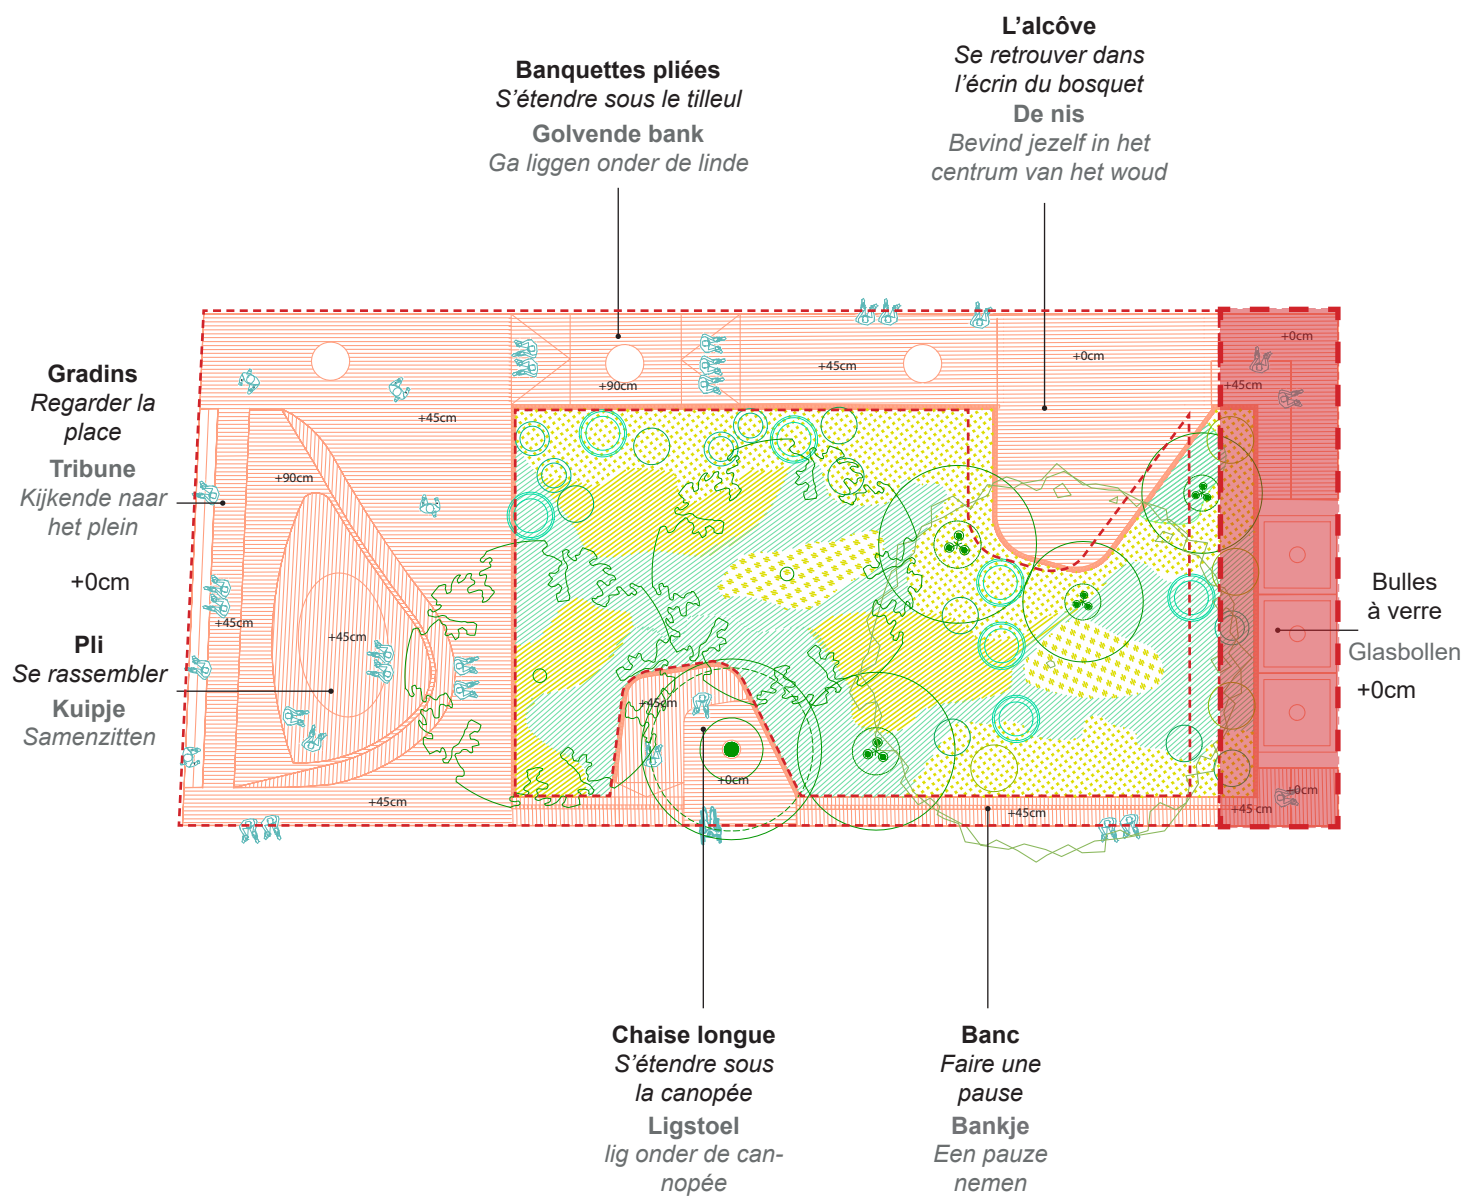 L’alcôve
Se retrouver dans
l’écrin du bosquet
De nis
Bevind jezelf in het
centrum van het woud
Banquettes pliées
S’étendre sous le tilleul
Golvende bank
Ga liggen onder de linde
Gradins
Regarder la
place
Tribune
Kijkende naar
het plein
+0cm
Pli
Se rassembler
Kuipje
Samenzitten
+0cm
+0cm
+45cm
+90cm
+45cm
+45cm
+90cm
+45cm
+45cm
+45cm
+0cm
+45cm
+45cm
+45 cm
+0cm
Bulles
à verre
Glasbollen
+0cm
Chaise longue
S’étendre sous
la canopée
Ligstoel
lig onder de can-
nopée
Banc
Faire une
pause
Bankje
Een pauze
nemen